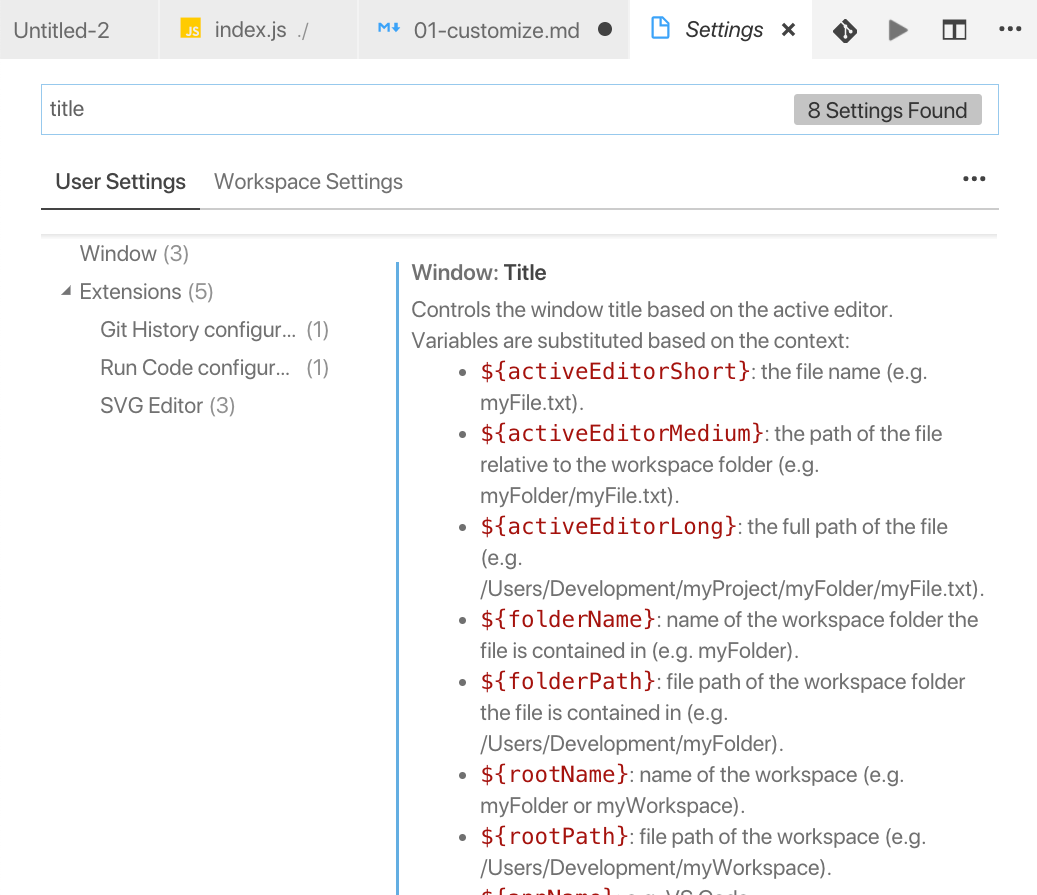 Untitled-2
JS index.js ./
M 01-customize.md
Settings
title
8 Settings Found
User Settings
Workspace Settings
Window (3)
Extensions (5)
Git History configur... (1)
Run Code configur... (1)
SVG Editor (3)
Window: Title
Controls the window title based on the active editor.
Variables are substituted based on the context:
• ${activeEditorShort}: the file name (e.g.
myFile.txt).
• ${activeEditorMedium}: the path of the file
relative to the workspace folder (e.g.
myFolder/myFile.txt).
• ${activeEditorLong}: the full path of the file
(e.g.
/Users/Development/myProject/myFolder/myFile.txt).
• ${folderName}: name of the workspace folder the
file is contained in (e.g. myFolder).
• ${folderPath}: file path of the workspace folder
the file is contained in (e.g.
/Users/Development/myFolder).
• ${rootName}: name of the workspace (e.g.
myFolder or myWorkspace).
• ${rootPath}: file path of the workspace (e.g.
/Users/Development/myWorkspace).
${appName}: e.g. VS Code.